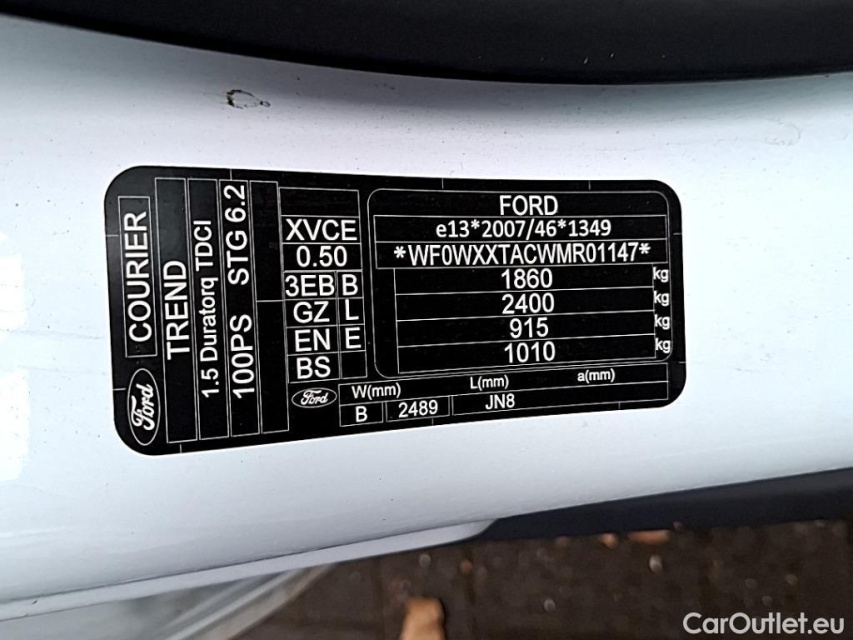 COURIER
TREND
1.5 Duratorq TDCI
100PS STG 6.2
Ford
XVCE
0.50
3EB B
GZ L
EN E
BS
Ford
FORD
e13*2007/46*1349
*WF0WXXTACWMR01147*
1860 kg
2400 kg
915 kg
1010 kg
W(mm) L(mm) a(mm)
B 2489 JN8
CarOutlet.eu